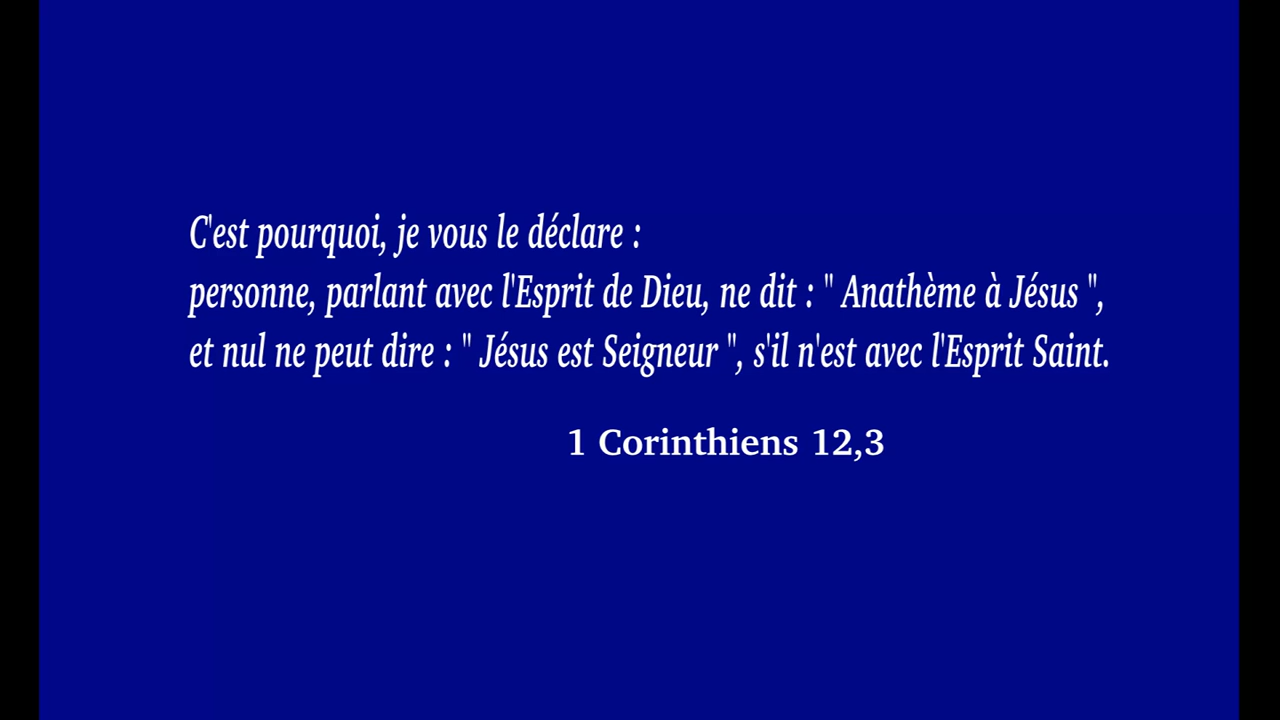 C'est pourquoi, je vous le déclare :
personne, parlant avec l'Esprit de Dieu, ne dit : " Anathème à Jésus ",
et nul ne peut dire : " Jésus est Seigneur ", s'il n'est avec l'Esprit Saint.
1 Corinthiens 12,3